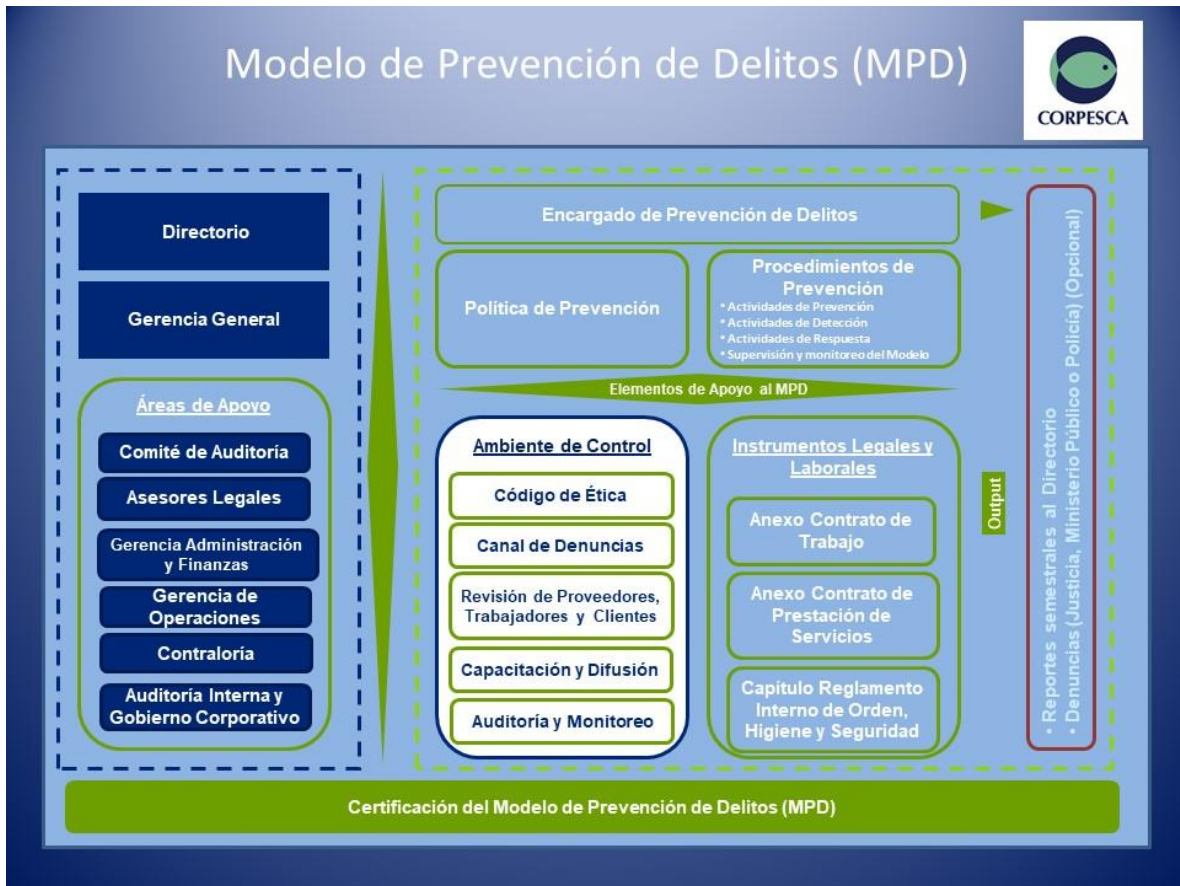 Modelo de Prevención de Delitos (MPD)
CORPESCA
Directorio
Gerencia General
Áreas de Apoyo
Comité de Auditoría
Asesores Legales
Gerencia Administración
y Finanzas
Gerencia de
Operaciones
Contraloría
Auditoría Interna y
Gobierno Corporativo
Encargado de Prevención de Delitos
Política de Prevención
Procedimientos de
Prevención
• Actividades de Prevención
• Actividades de Detección
• Actividades de Respuesta
• Supervisión y monitoreo del Modelo
Elementos de Apoyo al MPD
Ambiente de Control
Código de Ética
Canal de Denuncias
Revisión de Proveedores,
Trabajadores y Clientes
Capacitación y Difusión
Auditoría y Monitoreo
Instrumentos Legales y
Laborales
Anexo Contrato de
Trabajo
Anexo Contrato de
Prestación de
Servicios
Capítulo Reglamento
Interno de Orden,
Higiene y Seguridad
Output
• Reportes semestrales al Directorio
• Denuncias (Justicia, Ministerio Público o Policía) (Opcional)
Certificación del Modelo de Prevención de Delitos (MPD)